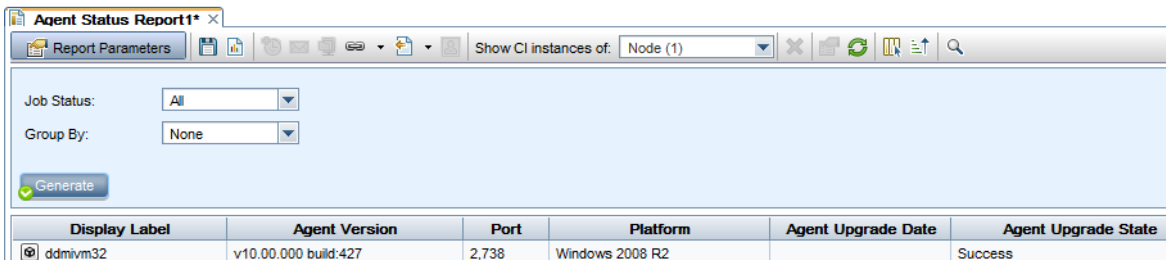 Agent Status Report1*
Report Parameters Show CI instances of: Node (1)
Job Status: All
Group By: None
Generate
Display Label Agent Version Port Platform Agent Upgrade Date Agent Upgrade State
ddmivm32 v10.00.000 build:427 2,738 Windows 2008 R2 Success